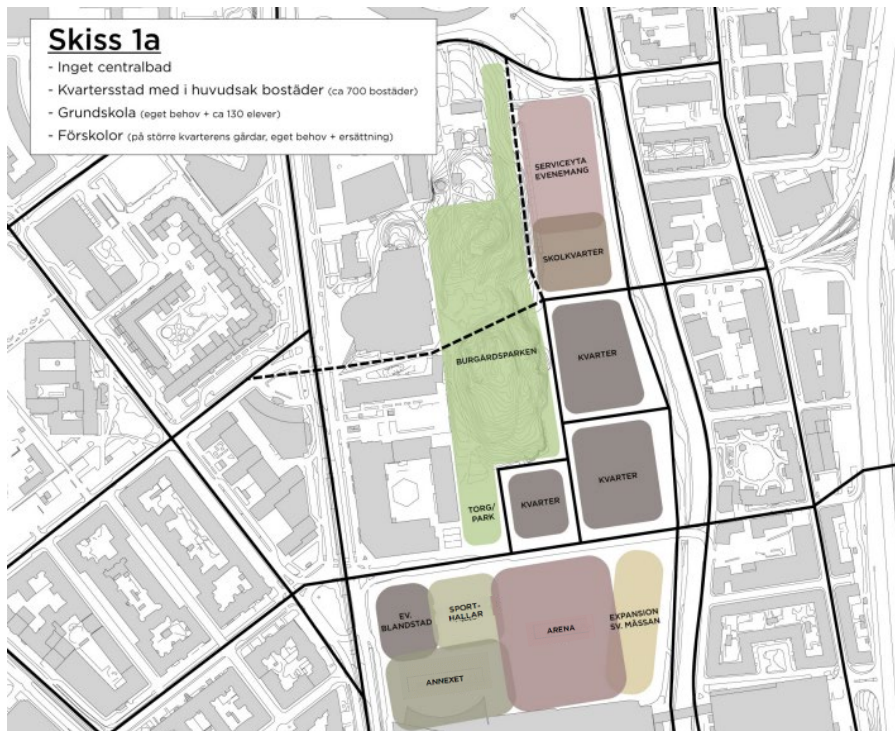 Skiss 1a
- Inget centralbad
- Kvartersstad med i huvudsak bostäder (ca 700 bostäder)
- Grundskola (eget behov + ca 130 elever)
- Förskolor (på större kvarterens gårdar, eget behov + ersättning)
SERVICEYTA
EVENEMANG
SKOLKVARTER
BURGÅRDSPARKEN
KVARTER
KVARTER
KVARTER
TORG/
PARK
EV.
BLANDSTAD
SPORT-
HALLAR
ARENA
EXPANSION
SV. MÄSSAN
ANNEXET